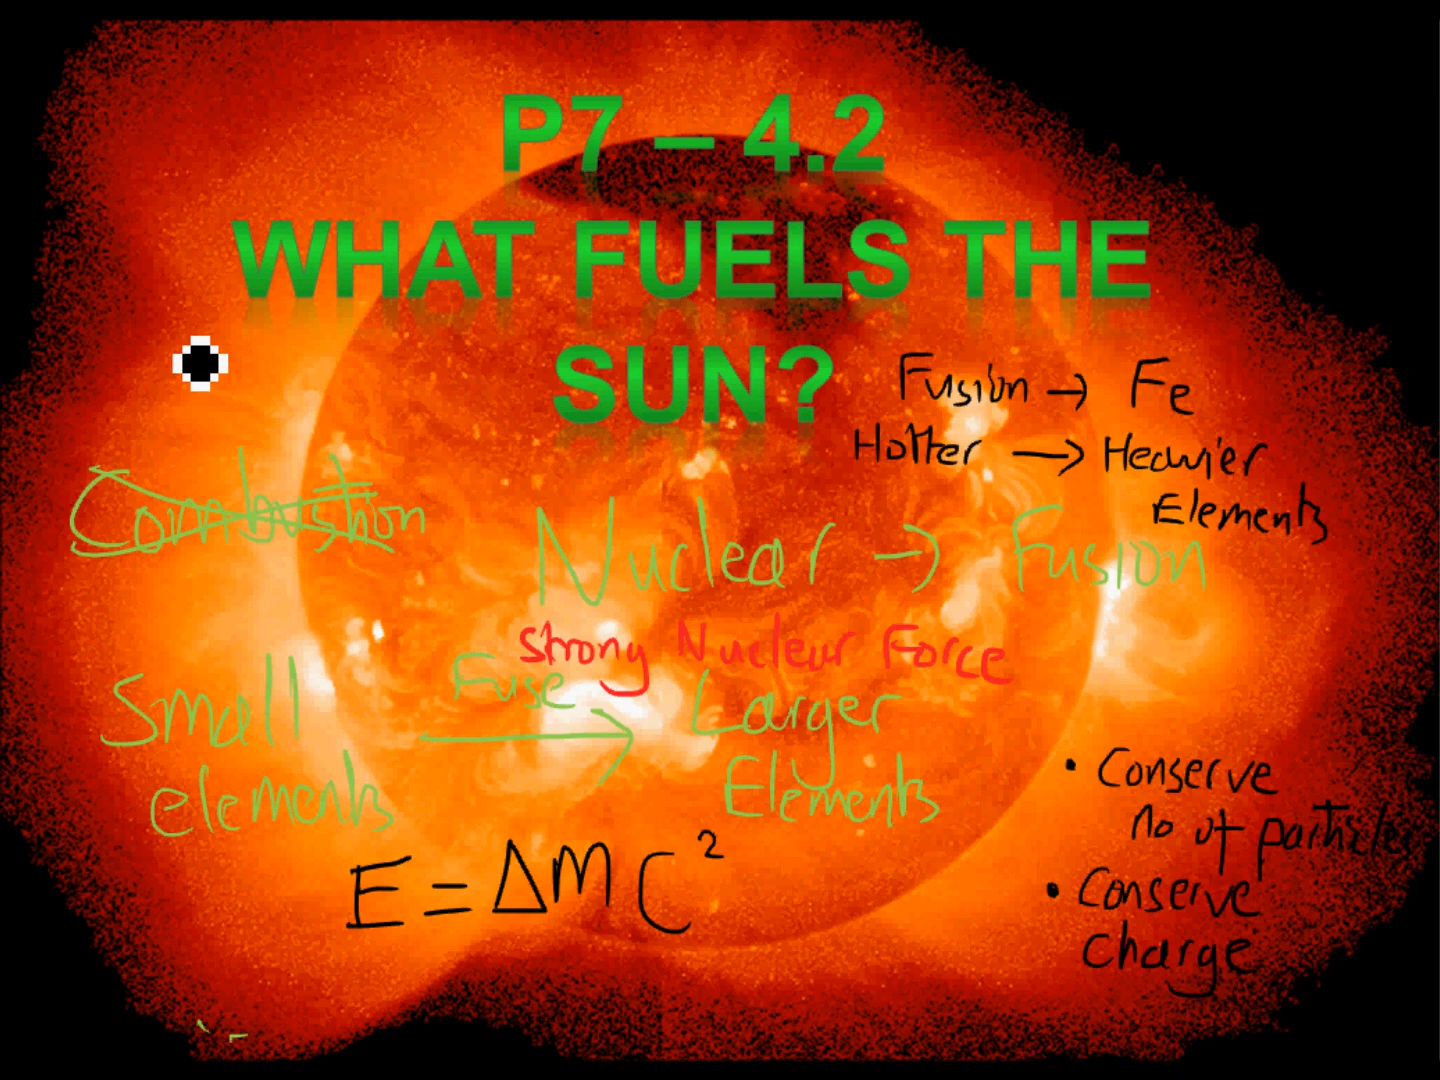 P7 – 4.2
WHAT FUELS THE
SUN?
Fusion → Fe
Hotter → Heavier
Elements
Combustion
Nuclear → Fusion
Strong Nuclear Force
Fuse
Small
elements
Larger
Elements
E = ΔMC²
• Conserve
no of particles
• Conserve
Charge